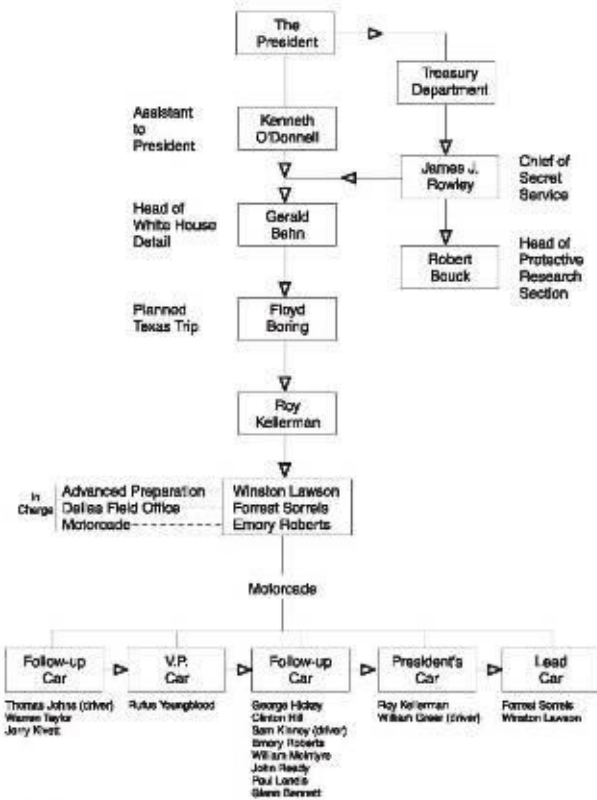 The
President
Treasury
Department
Assistant
to
President
Kenneth
O'Donnell
James J.
Rowley
Chief of
Secret
Service
Head of
White House
Detail
Gerald
Behn
Robert
Bouck
Head of
Protective
Research
Section
Planned
Texas Trip
Floyd
Boring
Roy
Kellerman
In
Charge
Advanced Preparation
Dallas Field Office
Motorcade
Winston Lawson
Forrest Sorrels
Emory Roberts
Motorcade
Follow-up
Car
V.P.
Car
Follow-up
Car
President's
Car
Lead
Car
Thomas Johns (driver)
Warren Taylor
Jerry Kivett
Rufus Youngblood
George Hickey
Clinton Hill
Sam Kinney (driver)
Emory Roberts
William McIntyre
John Ready
Paul Landis
Glenn Bennett
Roy Kellerman
William Greer (driver)
Forrest Sorrels
Winston Lawson